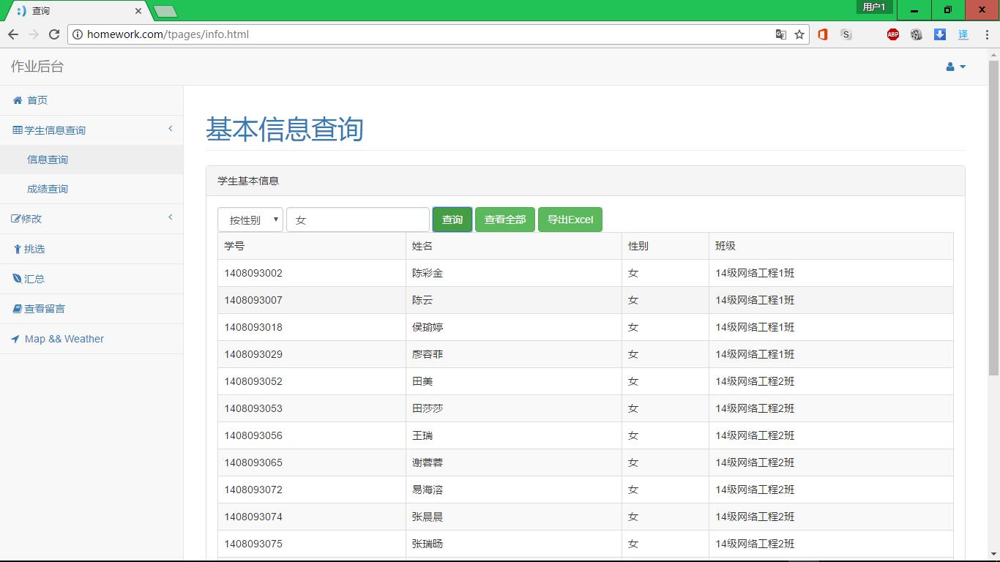 查询
用户1
homework.com/tpages/info.html
S
ABP
译
作业后台
首页
学生信息查询
信息查询
成绩查询
修改
挑选
汇总
查看留言
Map && Weather
基本信息查询
学生基本信息
按性别 女 查询 查看全部 导出Excel
学号 姓名 性别 班级
1408093002 陈彩金 女 14级网络工程1班
1408093007 陈云 女 14级网络工程1班
1408093018 侯瑜婷 女 14级网络工程1班
1408093029 廖容菲 女 14级网络工程1班
1408093052 田美 女 14级网络工程2班
1408093053 田莎莎 女 14级网络工程2班
1408093056 王瑞 女 14级网络工程2班
1408093065 谢蓉蓉 女 14级网络工程2班
1408093072 易海溶 女 14级网络工程2班
1408093074 张晨晨 女 14级网络工程2班
1408093075 张瑞旸 女 14级网络工程2班